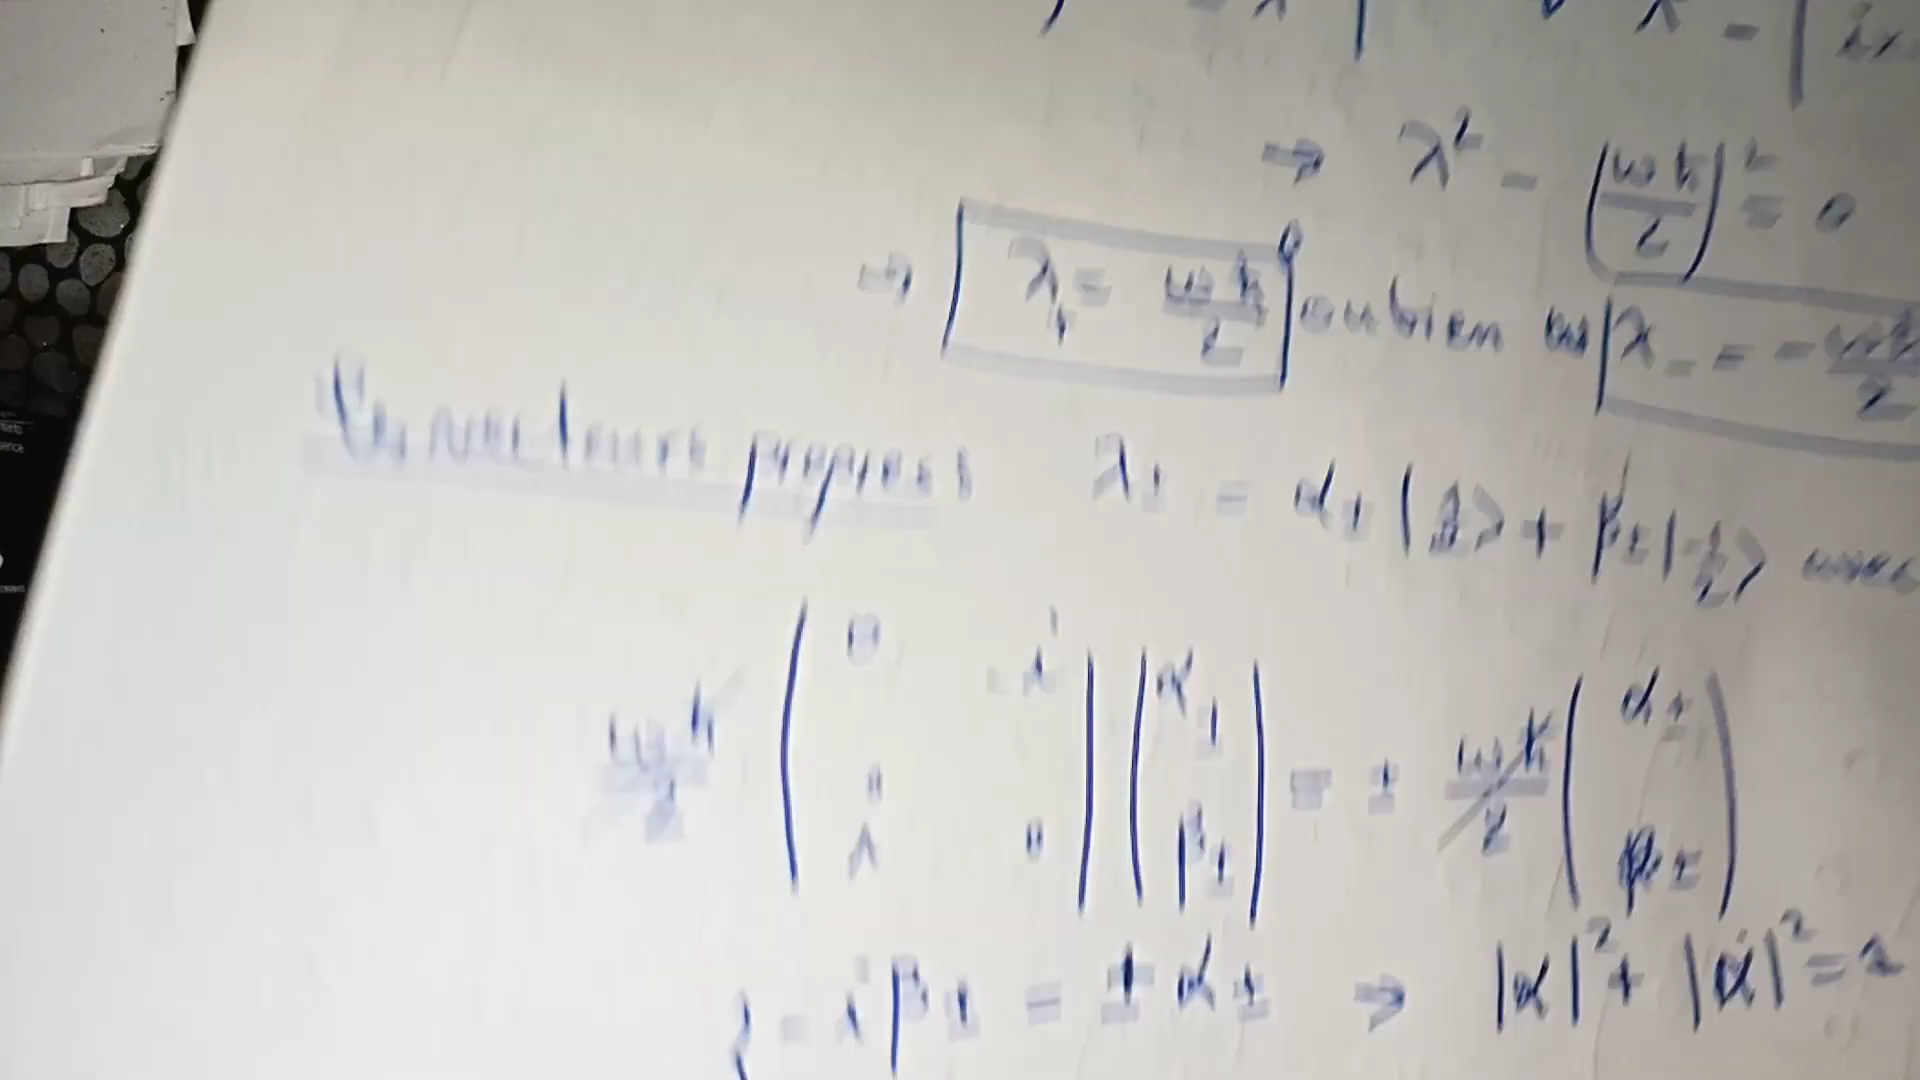 → λ² - (ωħ/2)² = 0
→ λ₊ = ωħ/2 ou bien λ₋ = - ωħ/2
vecteurs propres λ± = α± |½> + β± |-½> avec
ωħ/2 ( 0 -i ; i 0 ) ( α± ; β± ) = ± ωħ/2 ( α± ; β± )
{ - i β± = ± α± → |α|² + |α|² = 1